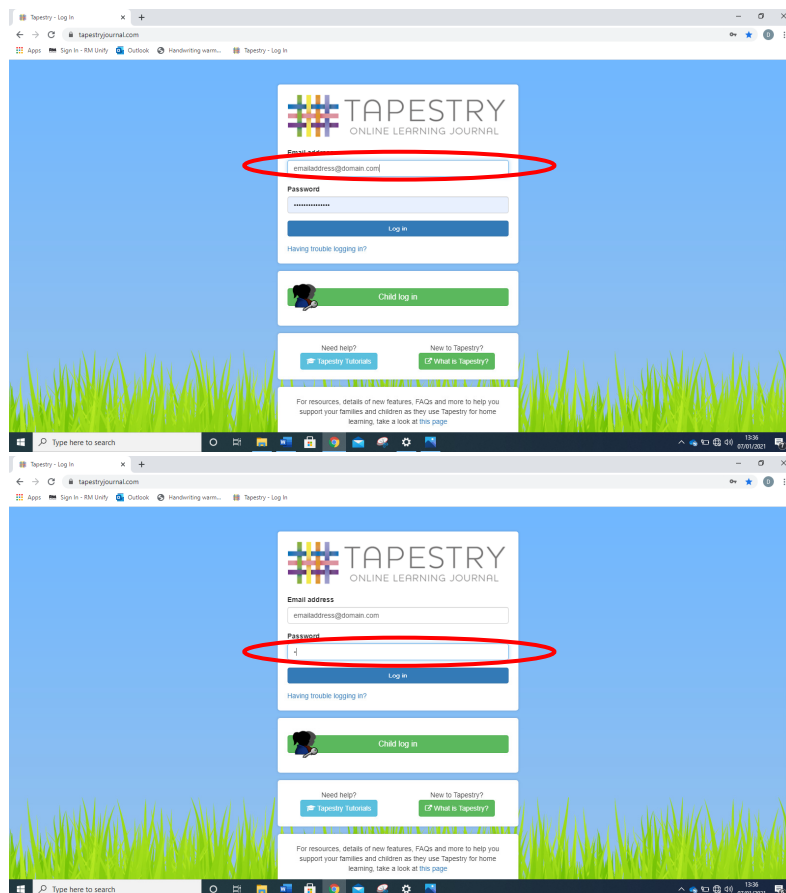 Tapestry - Log In
tapestryjournal.com
Apps Sign In - RM Unify Outlook Handwriting warm... Tapestry - Log In
TAPESTRY
ONLINE LEARNING JOURNAL
Email address
emailaddress@domain.com
Password
Log in
Having trouble logging in?
Child log in
Need help? New to Tapestry?
Tapestry Tutorials What is Tapestry?
For resources, details of new features, FAQs and more to help you
support your families and children as they use Tapestry for home
learning, take a look at this page
Type here to search
13:36
07/01/2021
Tapestry - Log In
tapestryjournal.com
Apps Sign In - RM Unify Outlook Handwriting warm... Tapestry - Log In
TAPESTRY
ONLINE LEARNING JOURNAL
Email address
emailaddress@domain.com
Password
Log in
Having trouble logging in?
Child log in
Need help? New to Tapestry?
Tapestry Tutorials What is Tapestry?
For resources, details of new features, FAQs and more to help you
support your families and children as they use Tapestry for home
learning, take a look at this page
Type here to search
13:36
07/01/2021